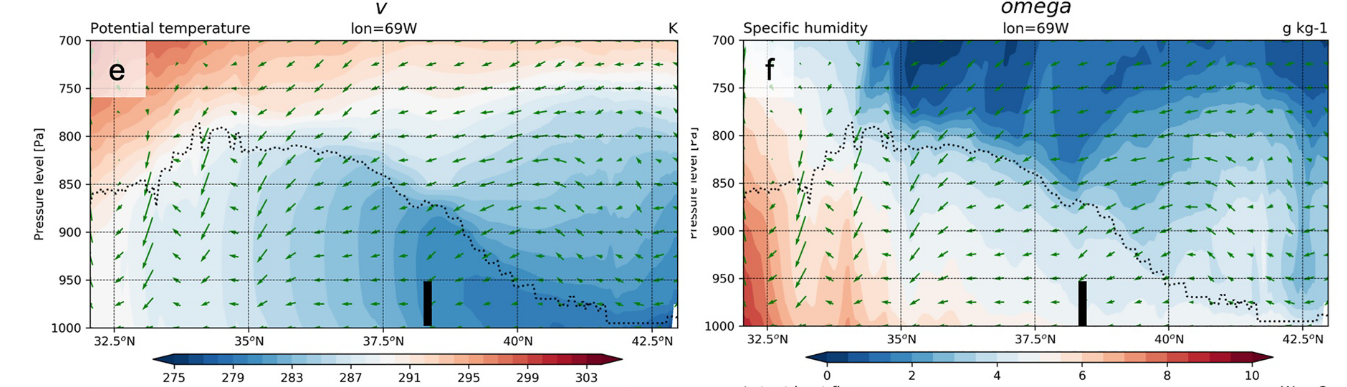 v
omega
Potential temperature lon=69W K
Specific humidity lon=69W g kg-1
e
f
700
750
800
850
900
950
1000
Pressure level [Pa]
32.5°N 35°N 37.5°N 40°N 42.5°N
275 279 283 287 291 295 299 303
700
750
800
850
900
950
1000
Pressure level [Pa]
32.5°N 35°N 37.5°N 40°N 42.5°N
0 2 4 6 8 10